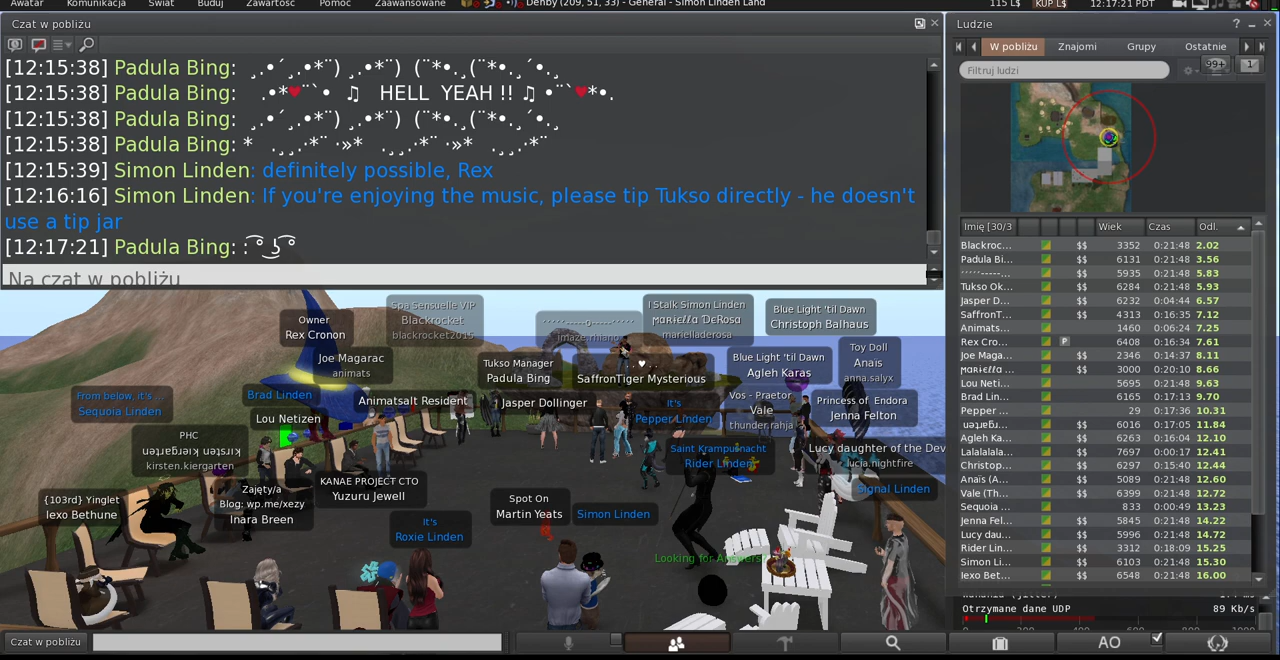 Awatar Komunikacja Świat Buduj Zawartość Pomoc Zaawansowane Denby (209, 51, 33) - General - Simon Linden Land 115 L$ KUP L$ 12:17:21 PDT
Czat w pobliżu
[12:15:38] Padula Bing: ¸.•´¸.•*¨) ¸.•*¨) (¨*•.¸(¨*•.¸´•.¸
[12:15:38] Padula Bing: .•*♥¨`• ♫ HELL YEAH !! ♫ •¨`♥*•.
[12:15:38] Padula Bing: ¸.•´¸.•*¨) ¸.•*¨) (¨*•.¸(¨*•.¸´•.¸
[12:15:38] Padula Bing: * ¸.¸¸.·*¨ ·»* ¸.¸¸.·*¨ ·»* ¸.¸¸.·*¨
[12:15:39] Simon Linden: definitely possible, Rex
[12:16:16] Simon Linden: If you're enjoying the music, please tip Tukso directly - he doesn't
use a tip jar
[12:17:21] Padula Bing: : ͡° ͜ʖ ͡°
Na czat w pobliżu
Owner
Rex Cronon
Spa Sensuelle VIP
Blackrocket
blackrocket2015
I Stalk Simon Linden
marielladerosa
Blue Light 'til Dawn
Christoph Balhaus
Joe Magarac
animats
Tukso Manager
Padula Bing
SaffronTiger Mysterious
Blue Light 'til Dawn
Agleh Karas
Toy Doll
Anais
anna.salyx
From below, it's ...
Sequoia Linden
Brad Linden
Lou Netizen
Animatsalt Resident
Jasper Dollinger
It's
Pepper Linden
Vos - Praetor
Vale
thunder.rahja
Princess of Endora
Jenna Felton
PHC
kirsten.kiergarten
Saint Krampusnacht
Rider Linden
Lucy daughter of the Dev
lucia.nightfire
{103rd} Yinglet
Iexo Bethune
Zajęty/a
Blog: wp.me/xezy
Inara Breen
KANAE PROJECT CTO
Yuzuru Jewell
Signal Linden
It's
Roxie Linden
Spot On
Martin Yeats
Simon Linden
Looking for Answers
Czat w pobliżu
Ludzie
W pobliżu Znajomi Grupy Ostatnie
99+ 1
Filtruj ludzi
Imię [30/3 Wiek Czas Odl.
Blackroc... $$ 3352 0:21:48 2.02
Padula Bi... $$ 6131 0:21:48 3.56
$$ 5935 0:21:48 5.83
Tukso Ok... $$ 6284 0:21:48 5.93
Jasper D... $$ 6232 0:04:44 6.57
SaffronT... $$ 4313 0:16:35 7.12
Animats... 1460 0:06:24 7.25
Rex Cro... P 6408 0:16:34 7.61
Joe Maga... $$ 2346 0:14:37 8.11
$$ 3000 0:20:10 8.66
Lou Neti... 5695 0:21:48 9.63
Brad Lin... 6165 0:17:13 9.70
Pepper ... 29 0:17:36 10.31
$$ 6016 0:17:05 11.84
Agleh Ka... $$ 6263 0:16:04 12.10
Lalalalala... 7697 0:00:17 12.41
Christop... $$ 6297 0:15:40 12.44
Anais (A... $$ 5089 0:21:48 12.60
Vale (Th... $$ 6399 0:21:48 12.72
Sequoia ... 833 0:00:49 13.23
Jenna Fel... $$ 5845 0:21:48 14.22
Lucy dau... $$ 5996 0:21:48 14.72
Rider Lin... $$ 3312 0:18:09 15.25
Simon Li... $$ 6103 0:21:48 15.30
Iexo Bet... $$ 6548 0:21:48 16.00
Otrzymane dane UDP 89 Kb/s
AO